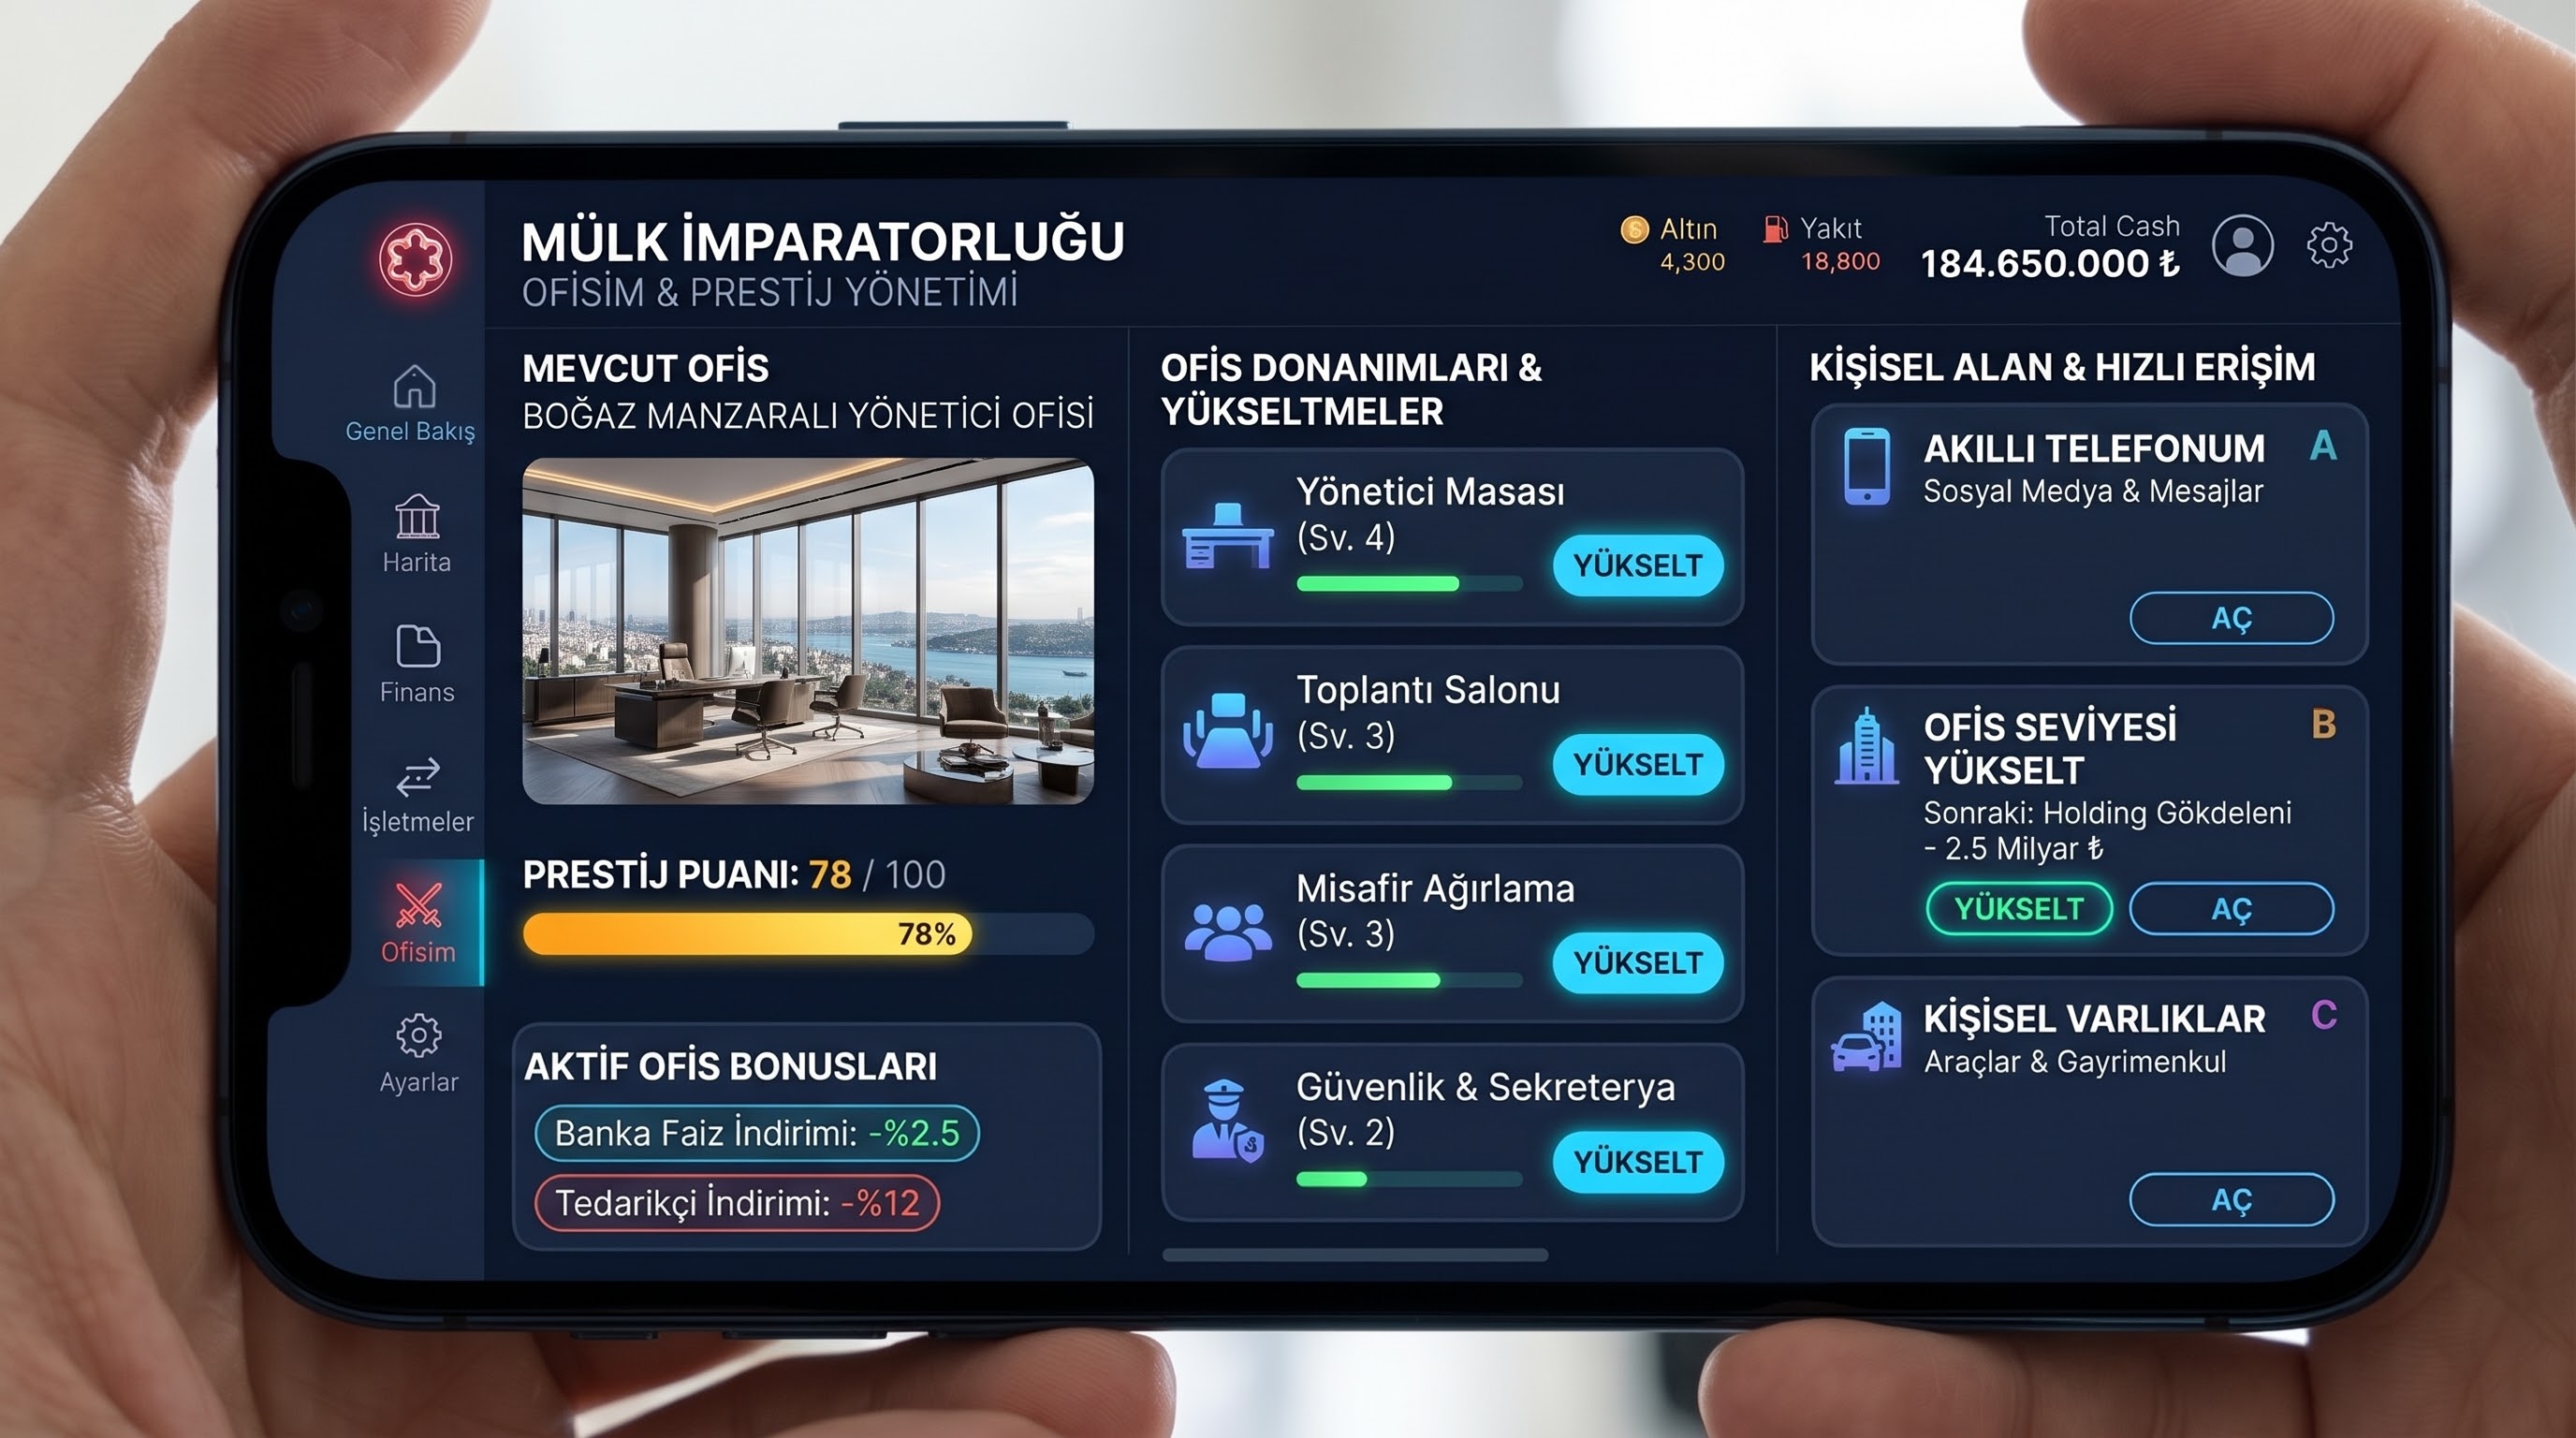 MÜLK İMPARATORLUĞU
OFİSİM & PRESTİJ YÖNETİMİ
Altın
4,300
Yakıt
18,800
Total Cash
184.650.000 ₺
Genel Bakış
Harita
Finans
İşletmeler
Ofisim
Ayarlar
MEVCUT OFİS
BOĞAZ MANZARALI YÖNETİCİ OFİSİ
PRESTİJ PUANI: 78 / 100
78%
AKTİF OFİS BONUSLARI
Banka Faiz İndirimi: -%2.5
Tedarikçi İndirimi: -%12
OFİS DONANIMLARI &
YÜKSELTMELER
Yönetici Masası
(Sv. 4)
YÜKSELT
Toplantı Salonu
(Sv. 3)
YÜKSELT
Misafir Ağırlama
(Sv. 3)
YÜKSELT
Güvenlik & Sekreterya
(Sv. 2)
YÜKSELT
KİŞİSEL ALAN & HIZLI ERİŞİM
AKILLI TELEFONUM A
Sosyal Medya & Mesajlar
AÇ
OFİS SEVİYESİ B
YÜKSELT
Sonraki: Holding Gökdeleni
- 2.5 Milyar ₺
YÜKSELT AÇ
KİŞİSEL VARLIKLAR C
Araçlar & Gayrimenkul
AÇ